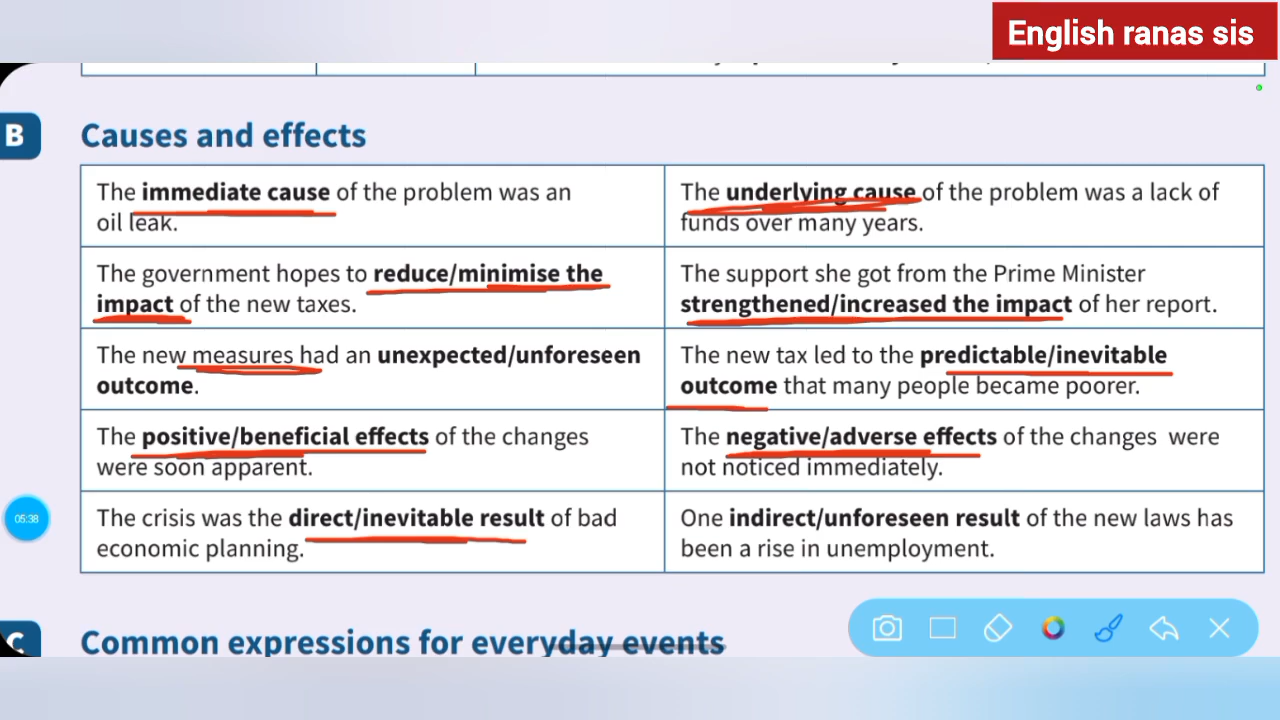 English ranas sis
B
Causes and effects
The immediate cause of the problem was an
oil leak.
The underlying cause of the problem was a lack of
funds over many years.
The government hopes to reduce/minimise the
impact of the new taxes.
The support she got from the Prime Minister
strengthened/increased the impact of her report.
The new measures had an unexpected/unforeseen
outcome.
The new tax led to the predictable/inevitable
outcome that many people became poorer.
The positive/beneficial effects of the changes
were soon apparent.
The negative/adverse effects of the changes were
not noticed immediately.
The crisis was the direct/inevitable result of bad
economic planning.
One indirect/unforeseen result of the new laws has
been a rise in unemployment.
05:38
C
Common expressions for everyday events